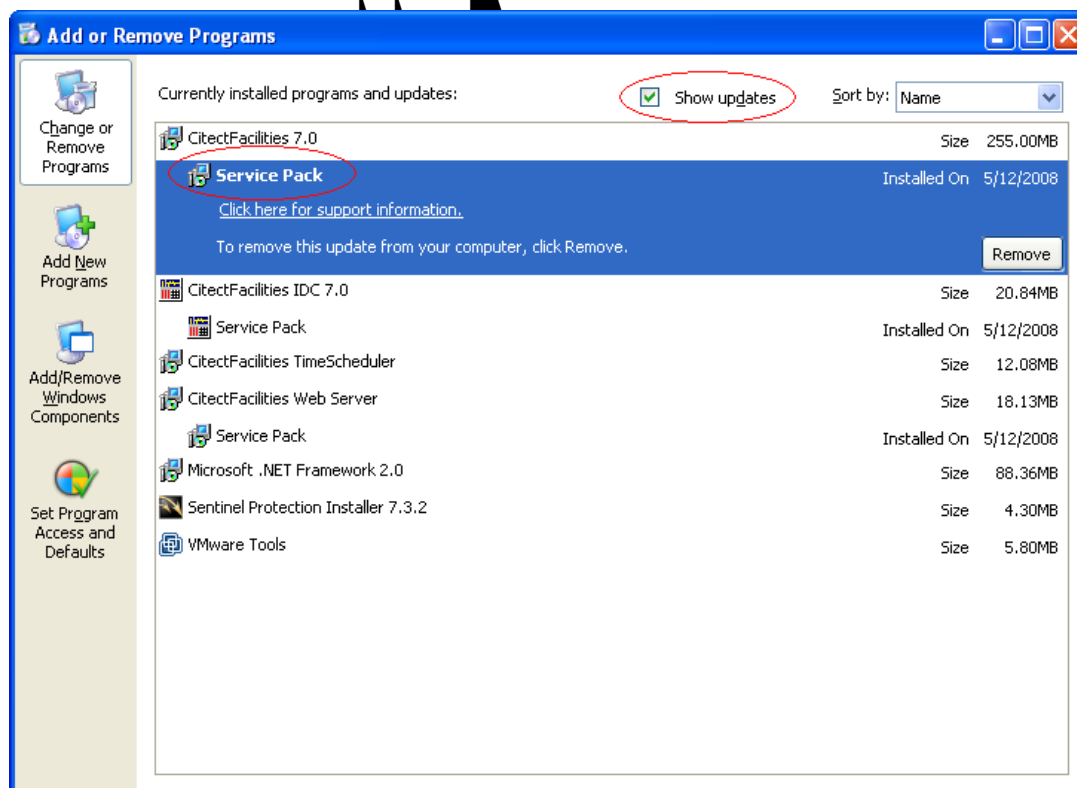 Add or Remove Programs
Change or
Remove
Programs
Add New
Programs
Add/Remove
Windows
Components
Set Program
Access and
Defaults
Currently installed programs and updates:
Show updates
Sort by: Name
CitectFacilities 7.0 Size 255.00MB
Service Pack Installed On 5/12/2008
Click here for support information.
To remove this update from your computer, click Remove.
Remove
CitectFacilities IDC 7.0 Size 20.84MB
Service Pack Installed On 5/12/2008
CitectFacilities TimeScheduler Size 12.08MB
CitectFacilities Web Server Size 18.13MB
Service Pack Installed On 5/12/2008
Microsoft .NET Framework 2.0 Size 88.36MB
Sentinel Protection Installer 7.3.2 Size 4.30MB
VMware Tools Size 5.80MB